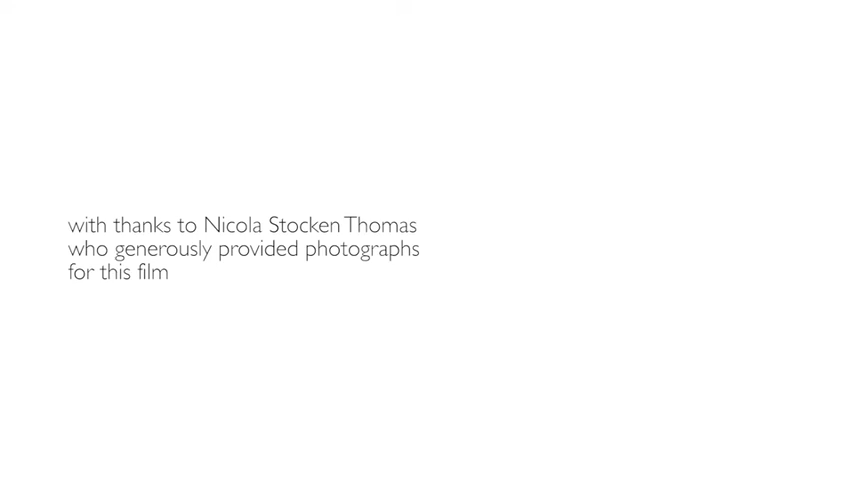 with thanks to Nicola Stocken Thomas
who generously provided photographs
for this film